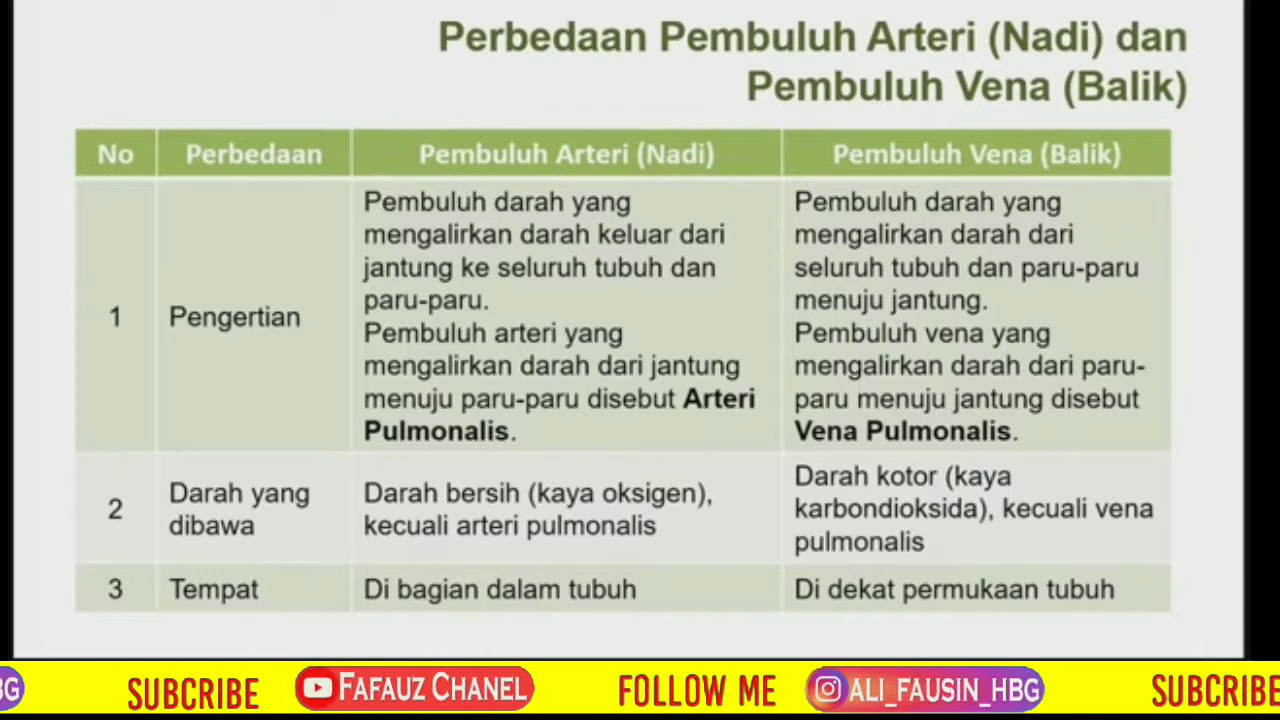 Perbedaan Pembuluh Arteri (Nadi) dan
Pembuluh Vena (Balik)
No
Perbedaan
Pembuluh Arteri (Nadi)
Pembuluh Vena (Balik)
1
Pengertian
Pembuluh darah yang
mengalirkan darah keluar dari
jantung ke seluruh tubuh dan
paru-paru.
Pembuluh arteri yang
mengalirkan darah dari jantung
menuju paru-paru disebut Arteri
Pulmonalis.
Pembuluh darah yang
mengalirkan darah dari
seluruh tubuh dan paru-paru
menuju jantung.
Pembuluh vena yang
mengalirkan darah dari paru-
paru menuju jantung disebut
Vena Pulmonalis.
2
Darah yang
dibawa
Darah bersih (kaya oksigen),
kecuali arteri pulmonalis
Darah kotor (kaya
karbondioksida), kecuali vena
pulmonalis
3
Tempat
Di bagian dalam tubuh
Di dekat permukaan tubuh
BG SUBCRIBE FAFAUZ CHANEL FOLLOW ME ALI_FAUSIN_HBG SUBCRIBE